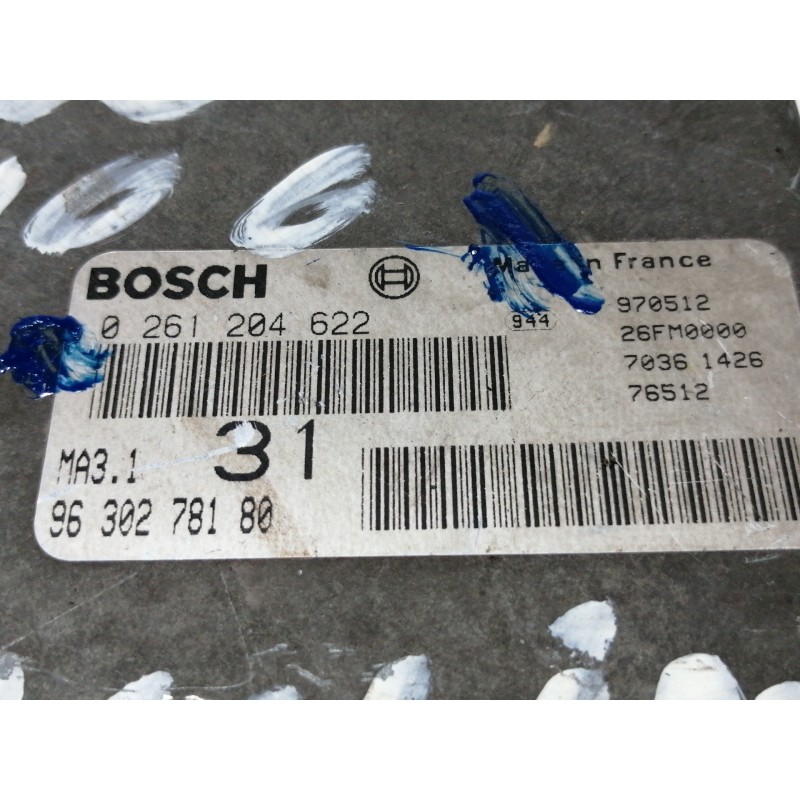 06
BOSCH
Made in France
0 261 204 622
944
970512
26FM0000
7036 1426
76512
MA3.1
31
96 302 781 80